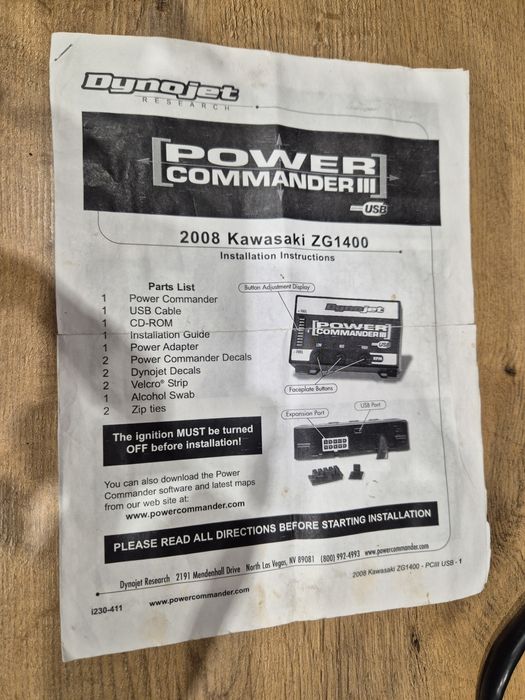 Dynojet
RESEARCH
POWER
COMMANDER III
USB
2008 Kawasaki ZG1400
Installation Instructions
Parts List
1 Power Commander
1 USB Cable
1 CD-ROM
1 Installation Guide
1 Power Adapter
2 Power Commander Decals
2 Dynojet Decals
2 Velcro® Strip
1 Alcohol Swab
2 Zip ties
Button Adjustment Display
Dynojet
POWER
COMMANDER III
USB
Faceplate Buttons
Expansion Port
USB Port
The ignition MUST be turned
OFF before installation!
You can also download the Power
Commander software and latest maps
from our web site at:
www.powercommander.com
PLEASE READ ALL DIRECTIONS BEFORE STARTING INSTALLATION
Dynojet Research 2191 Mendenhall Drive North Las Vegas, NV 89081 (800) 992-4993 www.powercommander.com
i230-411
www.powercommander.com
2008 Kawasaki ZG1400 - PCIII USB - 1